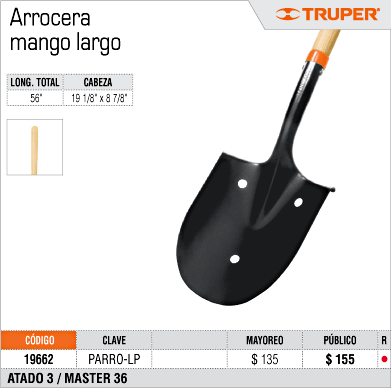 Arrocera
mango largo
TRUPER®
LONG. TOTAL CABEZA
56" 19 1/8" x 8 7/8"
CÓDIGO CLAVE MAYOREO PÚBLICO R
19662 PARRO-LP $ 135 $ 155
ATADO 3 / MASTER 36